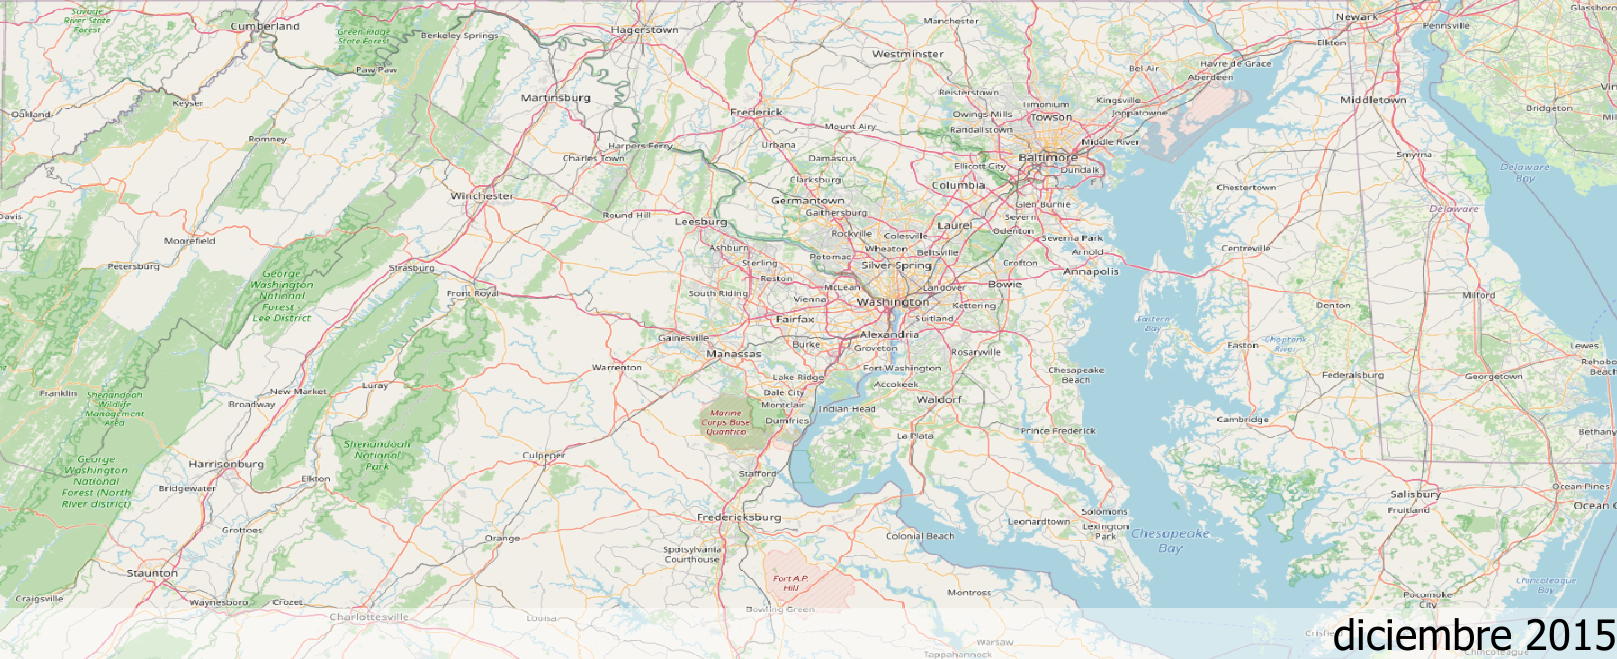 Savage River State Forest
Cumberland
Green Ridge State Forest
Berkeley Springs
Hagerstown
Manchester
Newark
Pennsville
Glassboro
Elkton
Westminster
Paw Paw
Bel Air
Havre de Grace
Aberdeen
Martinsburg
Keyser
Reisterstown
Timonium
Kingsville
Middletown
Bridgeton
Oakland
Frederick
Owings Mills
Towson
Joppatowne
Mount Airy
Randallstown
Romney
Harpers Ferry
Urbana
Middle River
Charles Town
Damascus
Baltimore
Smyrna
Ellicott City
Dundalk
Delaware Bay
Clarksburg
Columbia
Chestertown
Winchester
Germantown
Glen Burnie
Delaware
Davis
Round Hill
Leesburg
Gaithersburg
Severn
Laurel
Odenton
Moorefield
Rockville
Colesville
Severna Park
Ashburn
Wheaton
Beltsville
Arnold
Centreville
Petersburg
Strasburg
Sterling
Potomac
Silver Spring
Crofton
Annapolis
George Washington National Forest Lee District
Reston
McLean
Landover
Bowie
Front Royal
South Riding
Vienna
Washington
Kettering
Denton
Milford
Fairfax
Suitland
Eastern Bay
Gainesville
Burke
Alexandria
Groveton
Rosaryville
Easton
Choptank River
Lewes
Manassas
Rehoboth Beach
Warrenton
Fort Washington
Chesapeake Beach
Lake Ridge
Accokeek
Federalsburg
Georgetown
Franklin
Shenandoah Wildlife Management Area
New Market
Luray
Dale City
Waldorf
Broadway
Montclair
Indian Head
Marine Corps Base Quantico
Dumfries
Cambridge
Prince Frederick
Bethany
La Plata
Shenandoah National Park
Culpeper
Harrisonburg
George Washington National Forest (North River district)
Stafford
Elkton
Bridgewater
Salisbury
Ocean Pines
Fruitland
Ocean C
Solomons
Fredericksburg
Leonardtown
Lexington Park
Grottoes
Orange
Colonial Beach
Chesapeake Bay
Spotsylvania Courthouse
Staunton
Fort A.P. Hill
Chincoteague Bay
Craigsville
Waynesboro
Crozet
Montross
Pocomoke City
Bowling Green
Charlottesville
Louisa
Warsaw
Tappahannock
Chincoteague
diciembre 2015